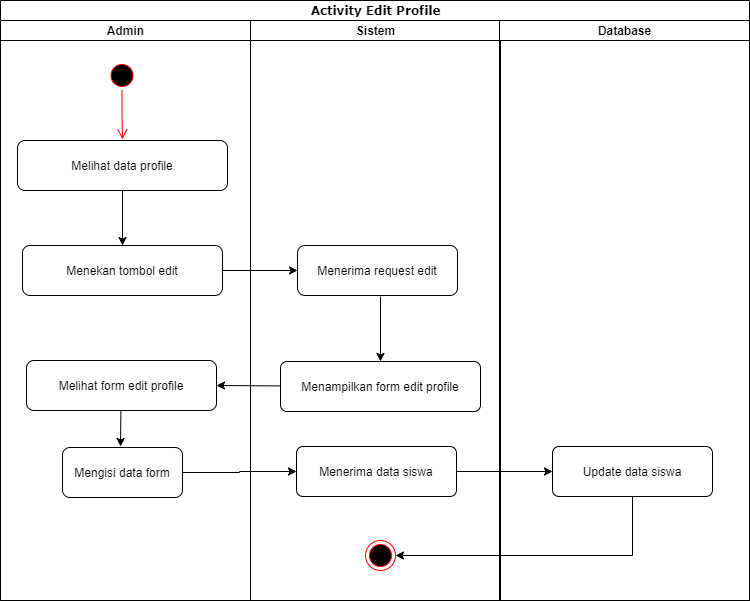 Activity Edit Profile
Admin
Sistem
Database
Melihat data profile
Menekan tombol edit
Menerima request edit
Melihat form edit profile
Menampilkan form edit profile
Mengisi data form
Menerima data siswa
Update data siswa